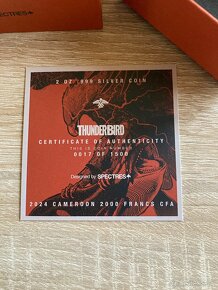 2 OZ .999 SILVER COIN
THUNDERBIRD
CERTIFICATE OF AUTHENTICITY
THIS IS COIN NUMBER
0017 OF 1500
Designed by SPECTRES
2024 CAMEROON 2000 FRANCS CFA